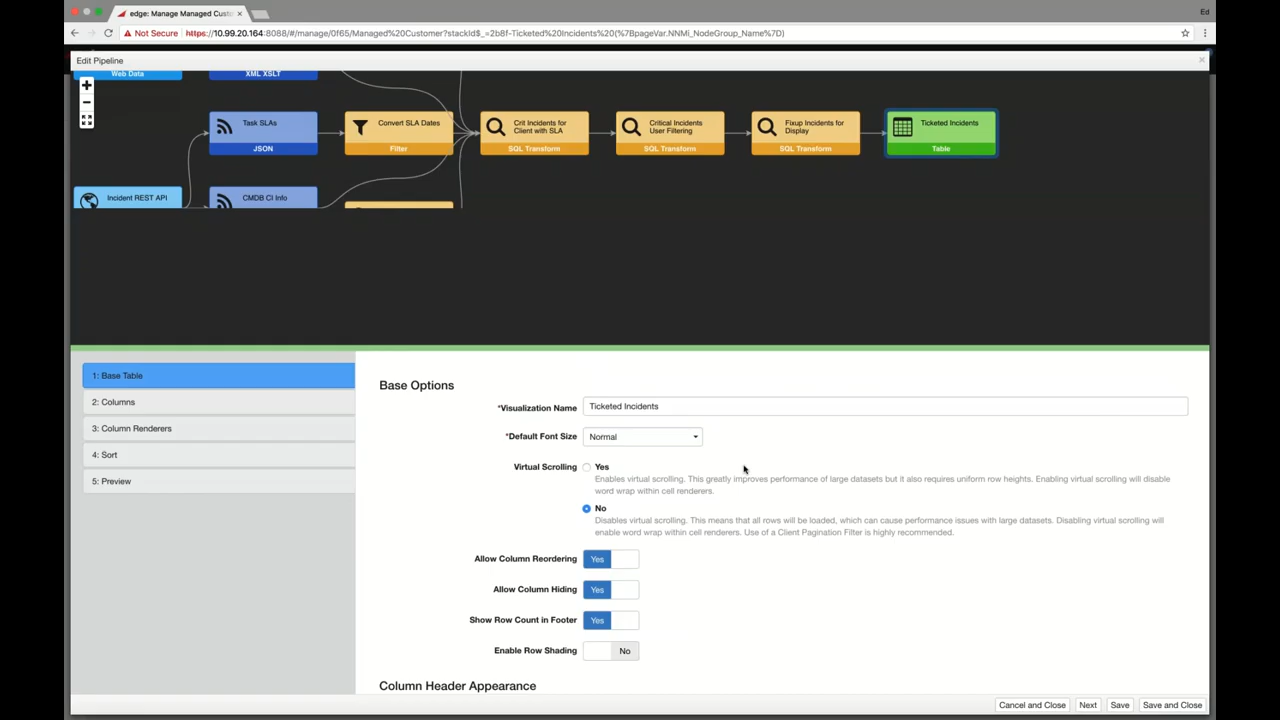 edge: Manage Managed Cust
Ed
Not Secure
https://10.99.20.164:8088/#/manage/0f65/Managed%20Customer?stackId$_=2b8f-Ticketed%20Incidents%20(%7BpageVar.NNMi_NodeGroup_Name%7D)
Edit Pipeline
Web Data
XML XSLT
Task SLAs
JSON
Convert SLA Dates
Filter
Crit Incidents for
Client with SLA
SQL Transform
Critical Incidents
User Filtering
SQL Transform
Fixup Incidents for
Display
SQL Transform
Ticketed Incidents
Table
Incident REST API
CMDB CI Info
1: Base Table
2: Columns
3: Column Renderers
4: Sort
5: Preview
Base Options
*Visualization Name
Ticketed Incidents
*Default Font Size
Normal
Virtual Scrolling
Yes
Enables virtual scrolling. This greatly improves performance of large datasets but it also requires uniform row heights. Enabling virtual scrolling will disable
word wrap within cell renderers.
No
Disables virtual scrolling. This means that all rows will be loaded, which can cause performance issues with large datasets. Disabling virtual scrolling will
enable word wrap within cell renderers. Use of a Client Pagination Filter is highly recommended.
Allow Column Reordering
Yes
Allow Column Hiding
Yes
Show Row Count in Footer
Yes
Enable Row Shading
No
Column Header Appearance
Cancel and Close
Next
Save
Save and Close